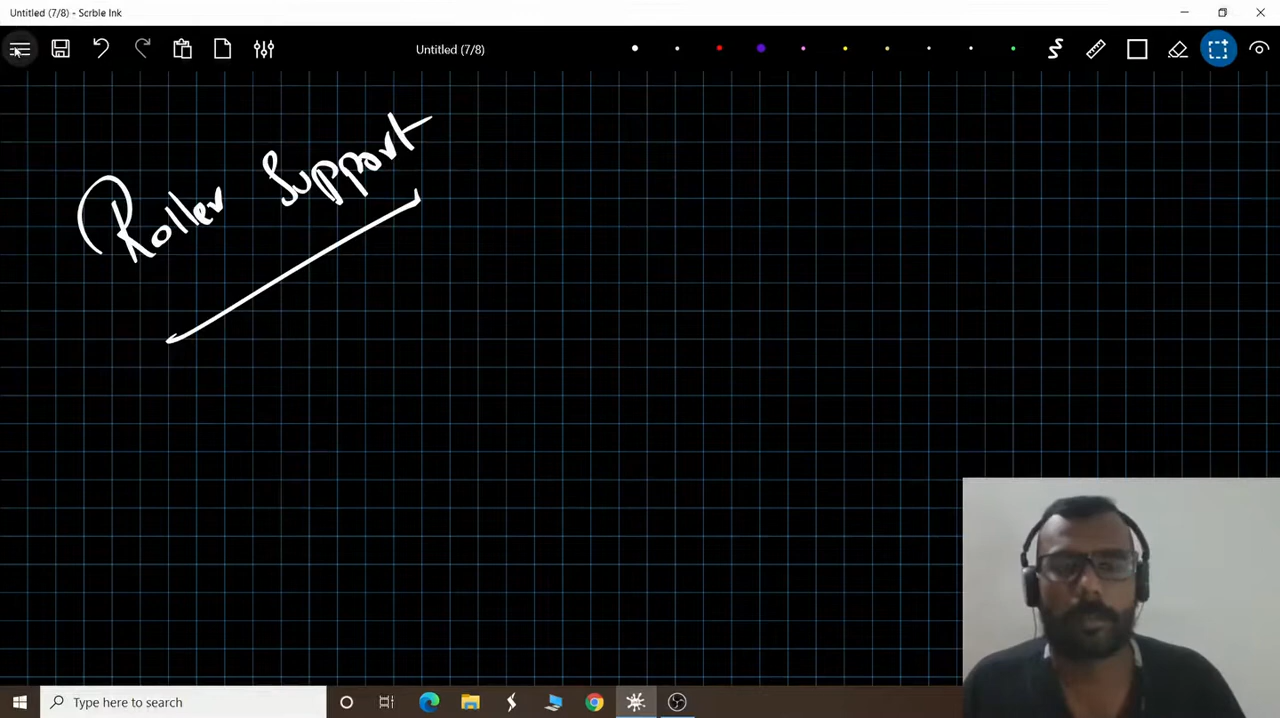 Untitled (7/8) - Scrble Ink
Untitled (7/8)
Roller Support
Type here to search